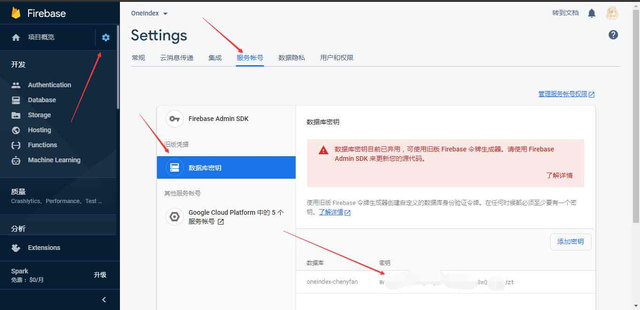 Firebase
项目概览
开发
Authentication
Database
Storage
Hosting
Functions
Machine Learning
质量
Crashlytics, Performance, Test ...
分析
Extensions
Spark
免费: $0/月
升级
OneIndex
转到文档
Settings
常规
云消息传递
集成
服务帐号
数据隐私
用户和权限
管理服务帐号权限
Firebase Admin SDK
旧版凭据
数据库密钥
其他服务帐号
Google Cloud Platform 中的 5 个
服务帐号
数据库密钥
数据库密钥目前已弃用，可使用旧版 Firebase 令牌生成器。请使用 Firebase
Admin SDK 来更新您的源代码。
了解详情
使用旧版 Firebase 令牌生成器创建自定义的数据库身份验证令牌。在任何时候都必须至少要有一个密
钥。了解详情
添加密钥
数据库
密钥
oneindex-chenyfan